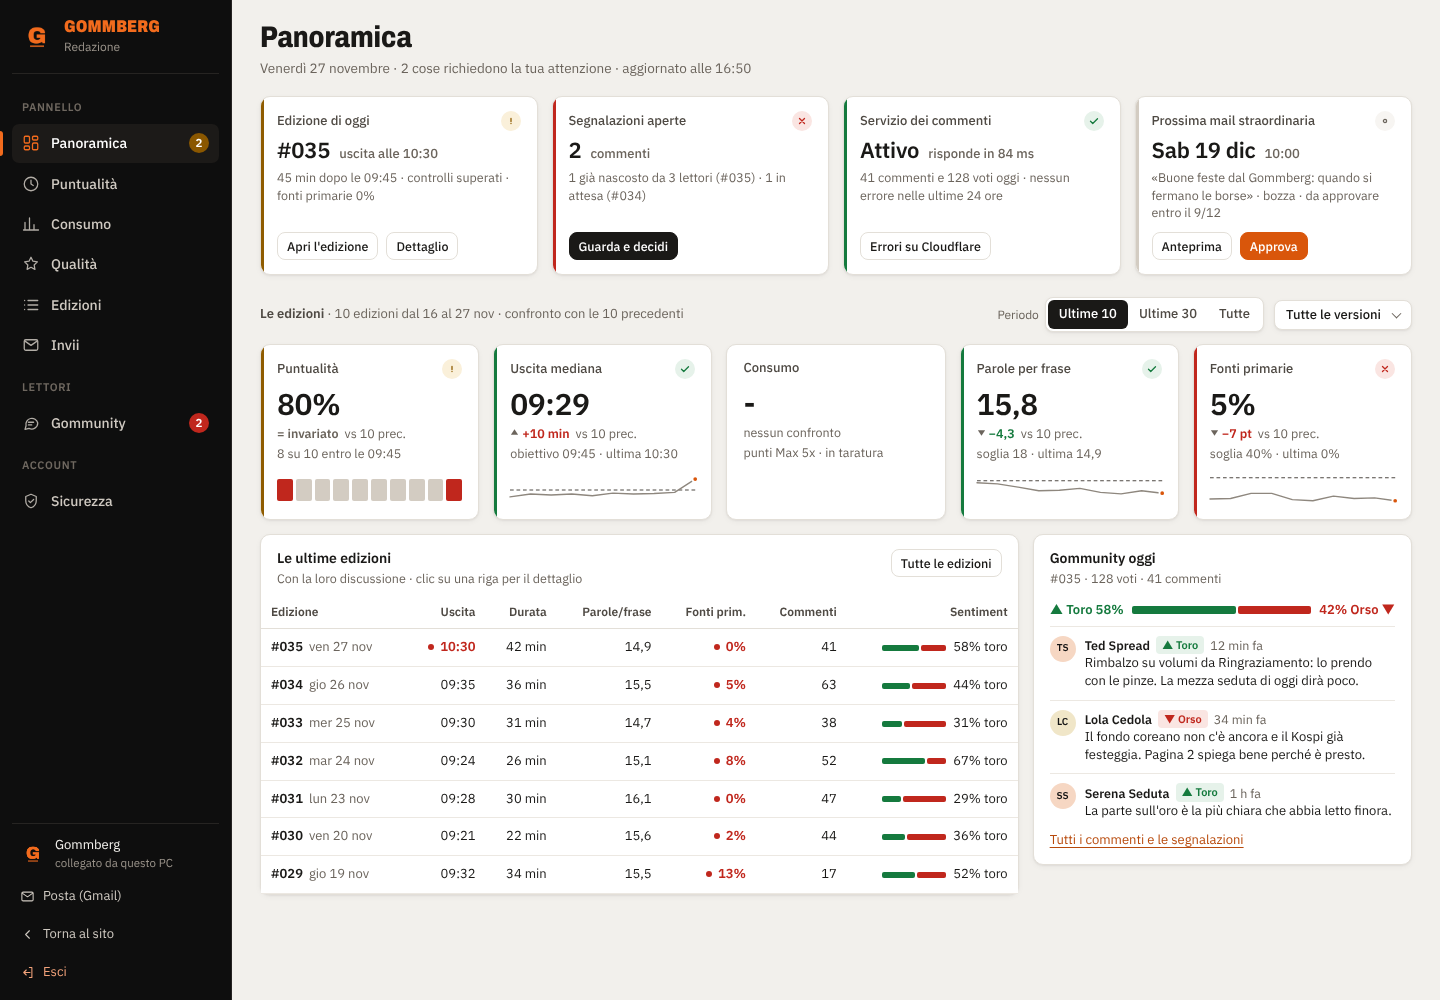 G GOMMBERG
Redazione
PANNELLO
Panoramica 2
Puntualità
Consumo
Qualità
Edizioni
Invii
LETTORI
Gommunity 2
ACCOUNT
Sicurezza
G Gommberg
collegato da questo PC
Posta (Gmail)
Torna al sito
Esci
Panoramica
Venerdì 27 novembre · 2 cose richiedono la tua attenzione · aggiornato alle 16:50
Edizione di oggi !
#035 uscita alle 10:30
45 min dopo le 09:45 · controlli superati ·
fonti primarie 0%
Apri l'edizione Dettaglio
Segnalazioni aperte
2 commenti
1 già nascosto da 3 lettori (#035) · 1 in
attesa (#034)
Guarda e decidi
Servizio dei commenti
Attivo risponde in 84 ms
41 commenti e 128 voti oggi · nessun
errore nelle ultime 24 ore
Errori su Cloudflare
Prossima mail straordinaria
Sab 19 dic 10:00
«Buone feste dal Gommberg: quando si
fermano le borse» · bozza · da approvare
entro il 9/12
Anteprima Approva
Le edizioni · 10 edizioni dal 16 al 27 nov · confronto con le 10 precedenti
Periodo Ultime 10 Ultime 30 Tutte Tutte le versioni
Puntualità !
80%
= invariato vs 10 prec.
8 su 10 entro le 09:45
Uscita mediana
09:29
▲ +10 min vs 10 prec.
obiettivo 09:45 · ultima 10:30
Consumo
-
nessun confronto
punti Max 5x · in taratura
Parole per frase
15,8
▼ −4,3 vs 10 prec.
soglia 18 · ultima 14,9
Fonti primarie
5%
▼ −7 pt vs 10 prec.
soglia 40% · ultima 0%
Le ultime edizioni
Con la loro discussione · clic su una riga per il dettaglio
Tutte le edizioni
Edizione Uscita Durata Parole/frase Fonti prim. Commenti Sentiment
#035 ven 27 nov 10:30 42 min 14,9 0% 41 58% toro
#034 gio 26 nov 09:35 36 min 15,5 5% 63 44% toro
#033 mer 25 nov 09:30 31 min 14,7 4% 38 31% toro
#032 mar 24 nov 09:24 26 min 15,1 8% 52 67% toro
#031 lun 23 nov 09:28 30 min 16,1 0% 47 29% toro
#030 ven 20 nov 09:21 22 min 15,6 2% 44 36% toro
#029 gio 19 nov 09:32 34 min 15,5 13% 17 52% toro
Gommunity oggi
#035 · 128 voti · 41 commenti
▲ Toro 58% 42% Orso ▼
TS Ted Spread ▲ Toro 12 min fa
Rimbalzo su volumi da Ringraziamento: lo prendo
con le pinze. La mezza seduta di oggi dirà poco.
LC Lola Cedola ▼ Orso 34 min fa
Il fondo coreano non c'è ancora e il Kospi già
festeggia. Pagina 2 spiega bene perché è presto.
SS Serena Seduta ▲ Toro 1 h fa
La parte sull'oro è la più chiara che abbia letto finora.
Tutti i commenti e le segnalazioni